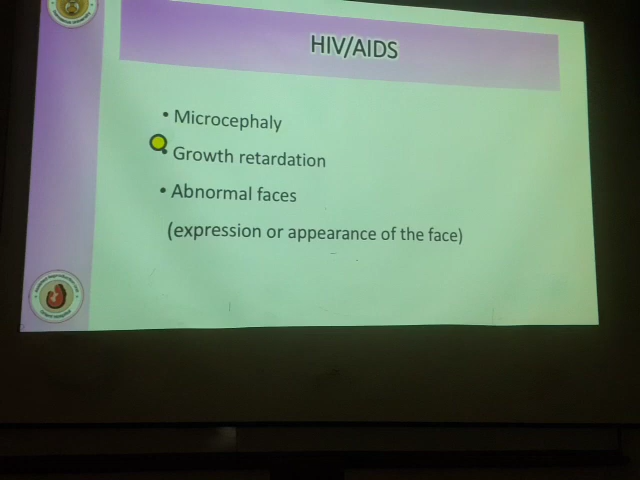 HIV/AIDS
• Microcephaly
Growth retardation
• Abnormal faces
(expression or appearance of the face)